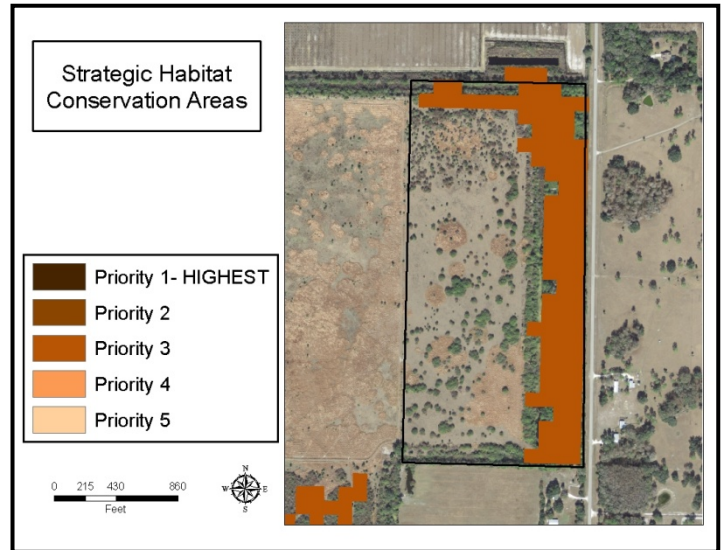 Strategic Habitat
Conservation Areas
Priority 1- HIGHEST
Priority 2
Priority 3
Priority 4
Priority 5
0 215 430 860
Feet
N
W E
S